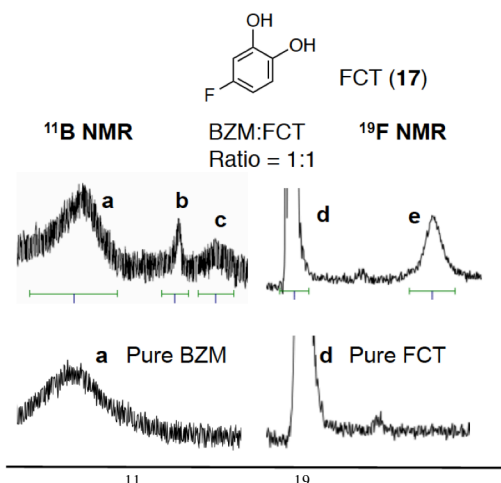 OH
OH
F
FCT (17)
¹¹B NMR
BZM:FCT
Ratio = 1:1
¹⁹F NMR
a
b
c
d
e
a Pure BZM
d Pure FCT
11
19